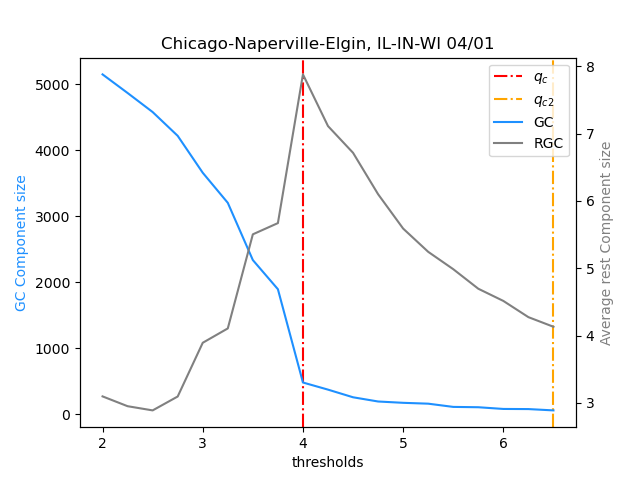 Chicago-Naperville-Elgin, IL-IN-WI 04/01
GC Component size
5000
4000
3000
2000
1000
0
2
3
4
5
6
thresholds
8
7
6
5
4
3
Average rest Component size
q_c
q_c2
GC
RGC